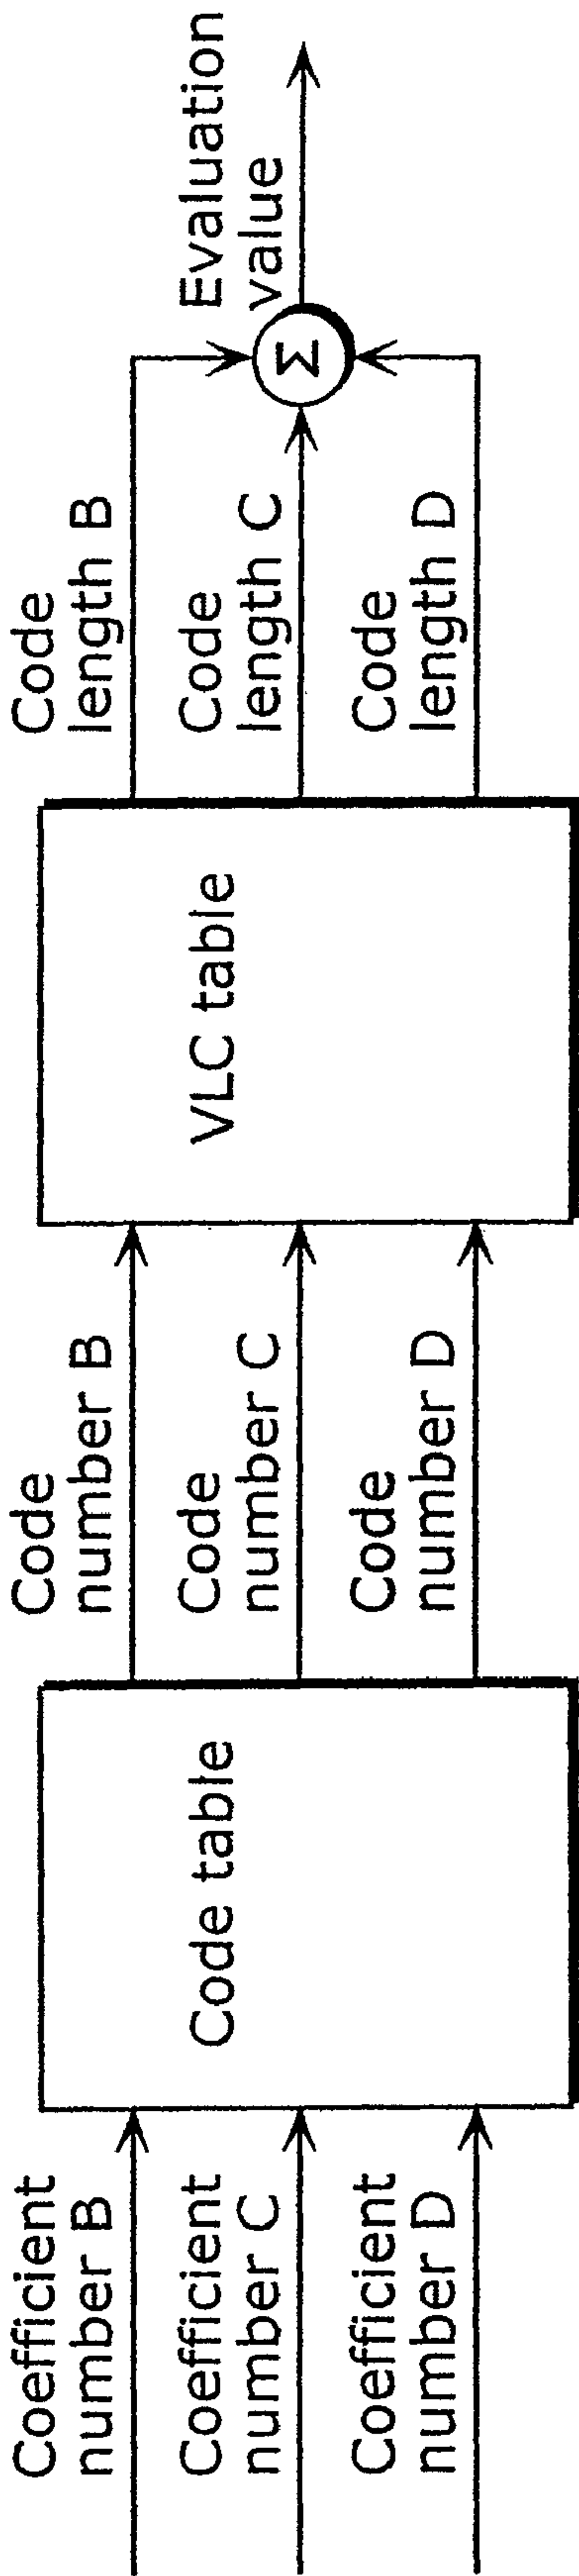 Coefficient
number B
Coefficient
number C
Coefficient
number D
Code table
Code
number B
Code
number C
Code
number D
VLC table
Code
length B
Code
length C
Code
length D
Σ
Evaluation
value